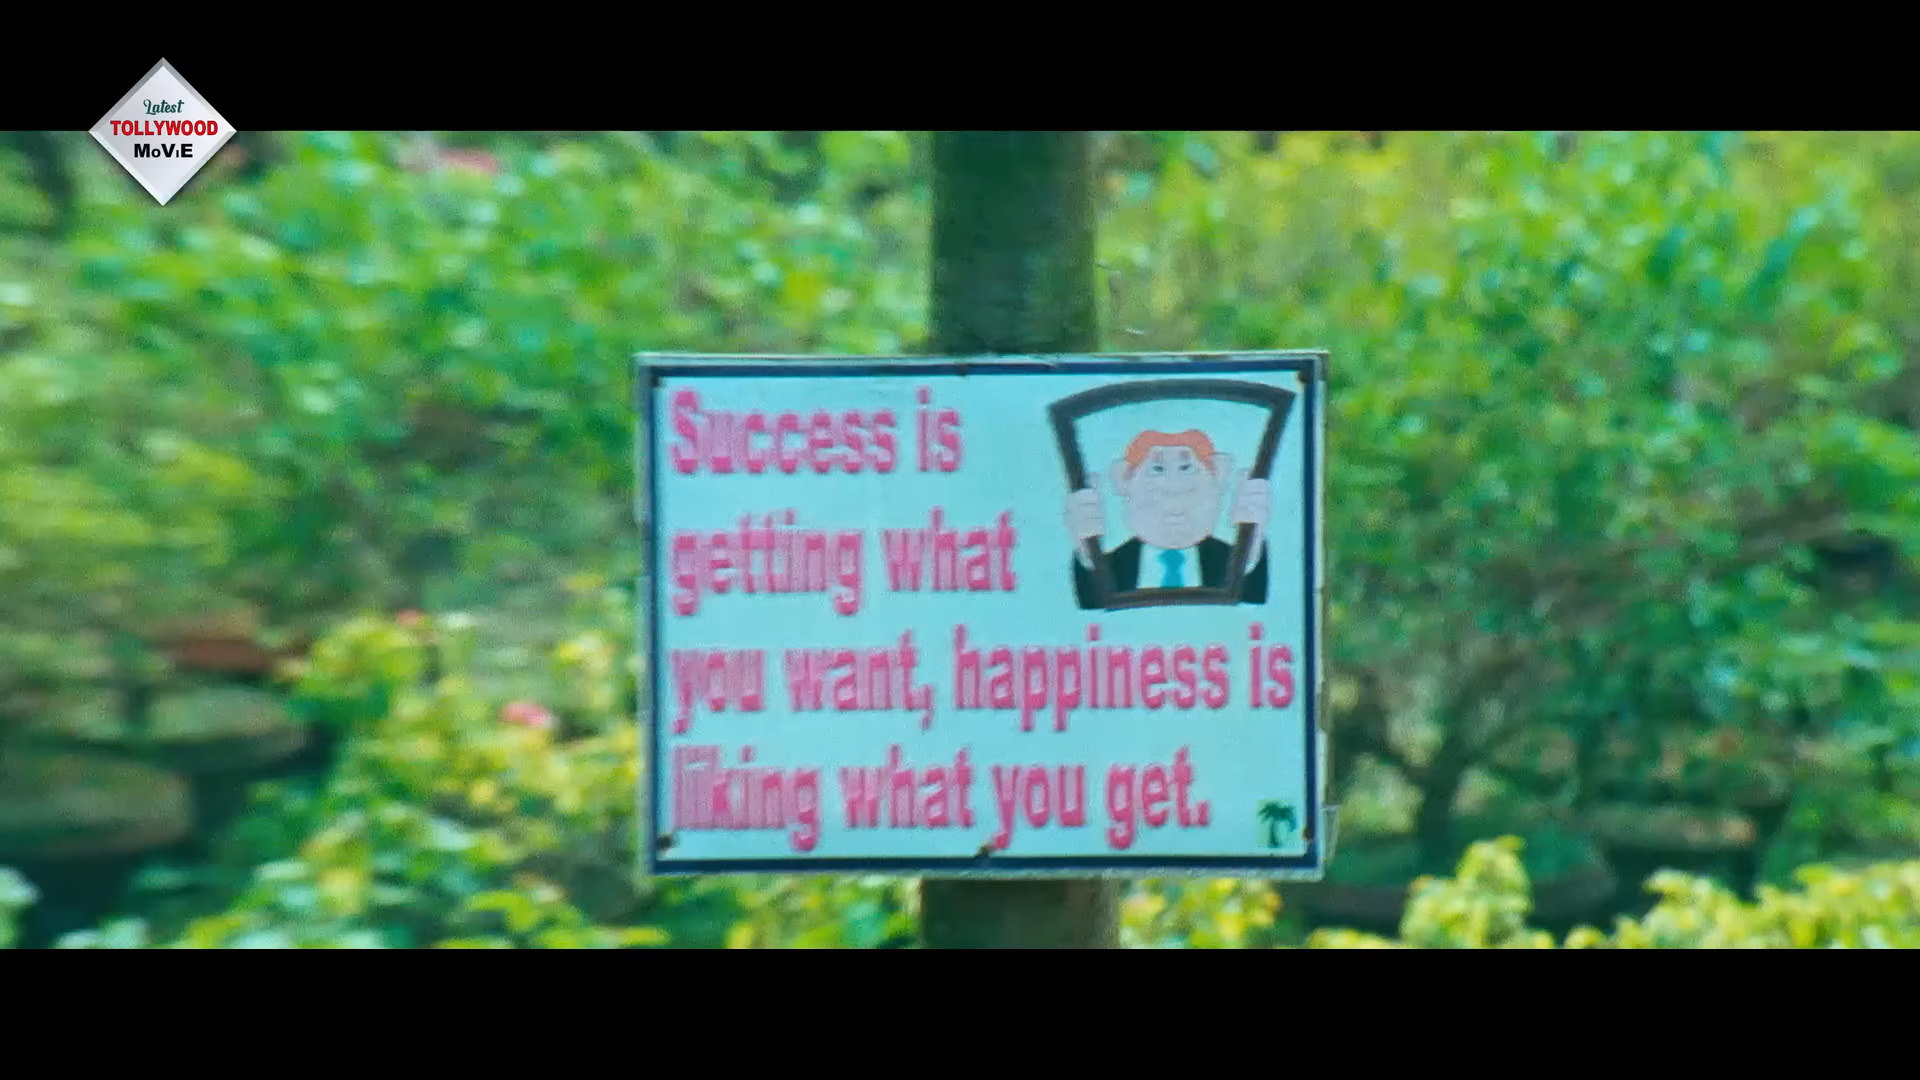 Latest
TOLLYWOOD
MoViE
Success is
getting what
you want, happiness is
liking what you get.